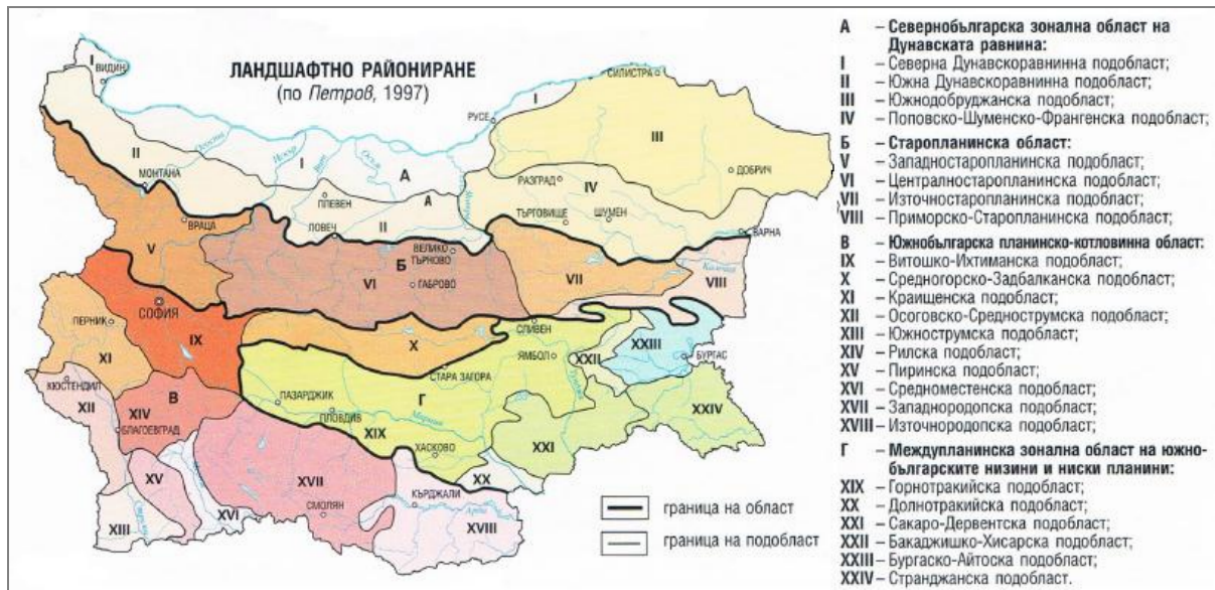 ЛАНДШАФТНО РАЙОНИРАНЕ
(по Петров, 1997)
I
ВИДИН
СИЛИСТРА
I
РУСЕ
II
III
МОНТАНА
I
А
ДОБРИЧ
РАЗГРАД
IV
ПЛЕВЕН
А
ТЪРГОВИЩЕ
ШУМЕН
ВРАЦА
ЛОВЕЧ
II
ВАРНА
V
ВЕЛИКО
ТЪРНОВО
Б
VI
ГАБРОВО
VII
VIII
СОФИЯ
ПЕРНИК
IX
СЛИВЕН
X
ЯМБОЛ
XXII
XXIII
БУРГАС
XI
СТАРА ЗАГОРА
КЮСТЕНДИЛ
В
ПАЗАРДЖИК
Г
XII
XIV
ПЛОВДИВ
Марица
XXIV
БЛАГОЕВГРАД
XIX
ХАСКОВО
XXI
XV
XVII
XX
КЪРДЖАЛИ
СМОЛЯН
Арда
XIII
XVI
XVIII
граница на област
граница на подобласт
А – Севернобългарска зонална област на
Дунавската равнина:
I – Северна Дунавскоравнинна подобласт;
II – Южна Дунавскоравнинна подобласт;
III – Южнодобруджанска подобласт;
IV – Поповско-Шуменско-Франгенска подобласт;
Б – Старопланинска област:
V – Западностаропланинска подобласт;
VI – Централностаропланинска подобласт;
VII – Източностаропланинска подобласт;
VIII – Приморско-Старопланинска подобласт;
В – Южнобългарска планинско-котловинна област:
IX – Витошко-Ихтиманска подобласт;
X – Средногорско-Задбалканска подобласт;
XI – Краищенска подобласт;
XII – Осоговско-Среднострумска подобласт;
XIII – Южнострумска подобласт;
XIV – Рилска подобласт;
XV – Пиринска подобласт;
XVI – Средноместенска подобласт;
XVII – Западнородопска подобласт;
XVIII – Източнородопска подобласт;
Г – Междупланинска зонална област на южно-
българските низини и ниски планини:
XIX – Горнотракийска подобласт;
XX – Долнотракийска подобласт;
XXI – Сакаро-Дервентска подобласт;
XXII – Бакаджишко-Хисарска подобласт;
XXIII – Бургаско-Айтоска подобласт;
XXIV – Странджанска подобласт.